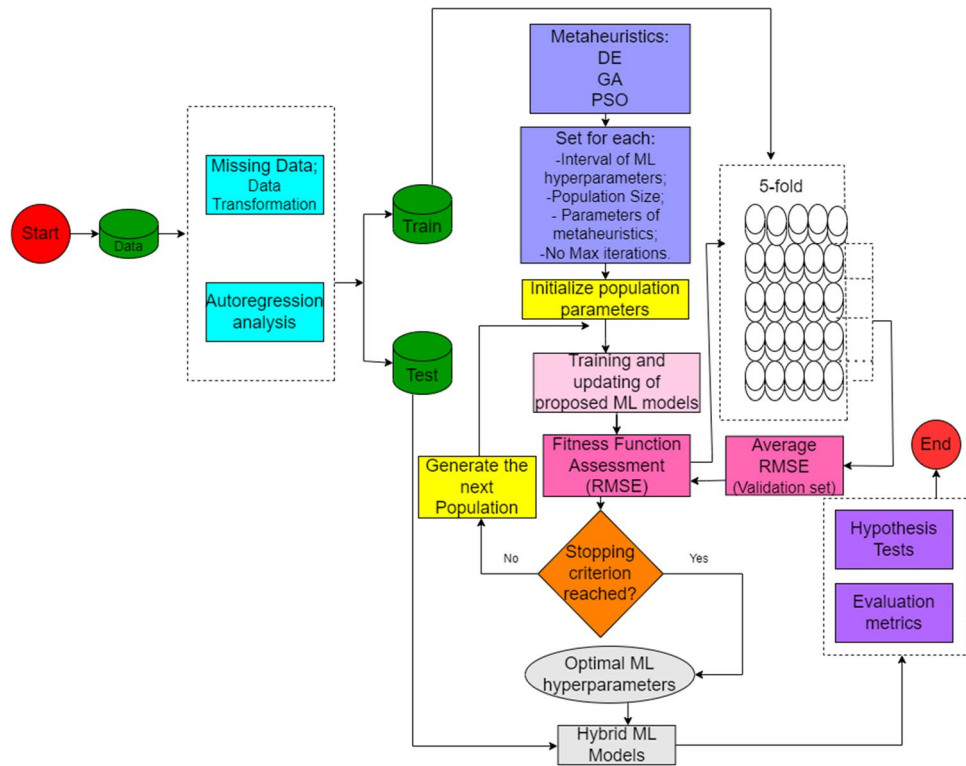 Start
Data
Missing Data;
Data
Transformation
Autoregression
analysis
Train
Test
Metaheuristics:
DE
GA
PSO
Set for each:
-Interval of ML
hyperparameters;
-Population Size;
- Parameters of
metaheuristics;
-No Max iterations.
Initialize population
parameters
Training and
updating of
proposed ML models
Fitness Function
Assessment
(RMSE)
5-fold
Average
RMSE
(Validation set)
Generate the
next
Population
Stopping
criterion
reached?
No
Yes
Optimal ML
hyperparameters
Hybrid ML
Models
Hypothesis
Tests
Evaluation
metrics
End